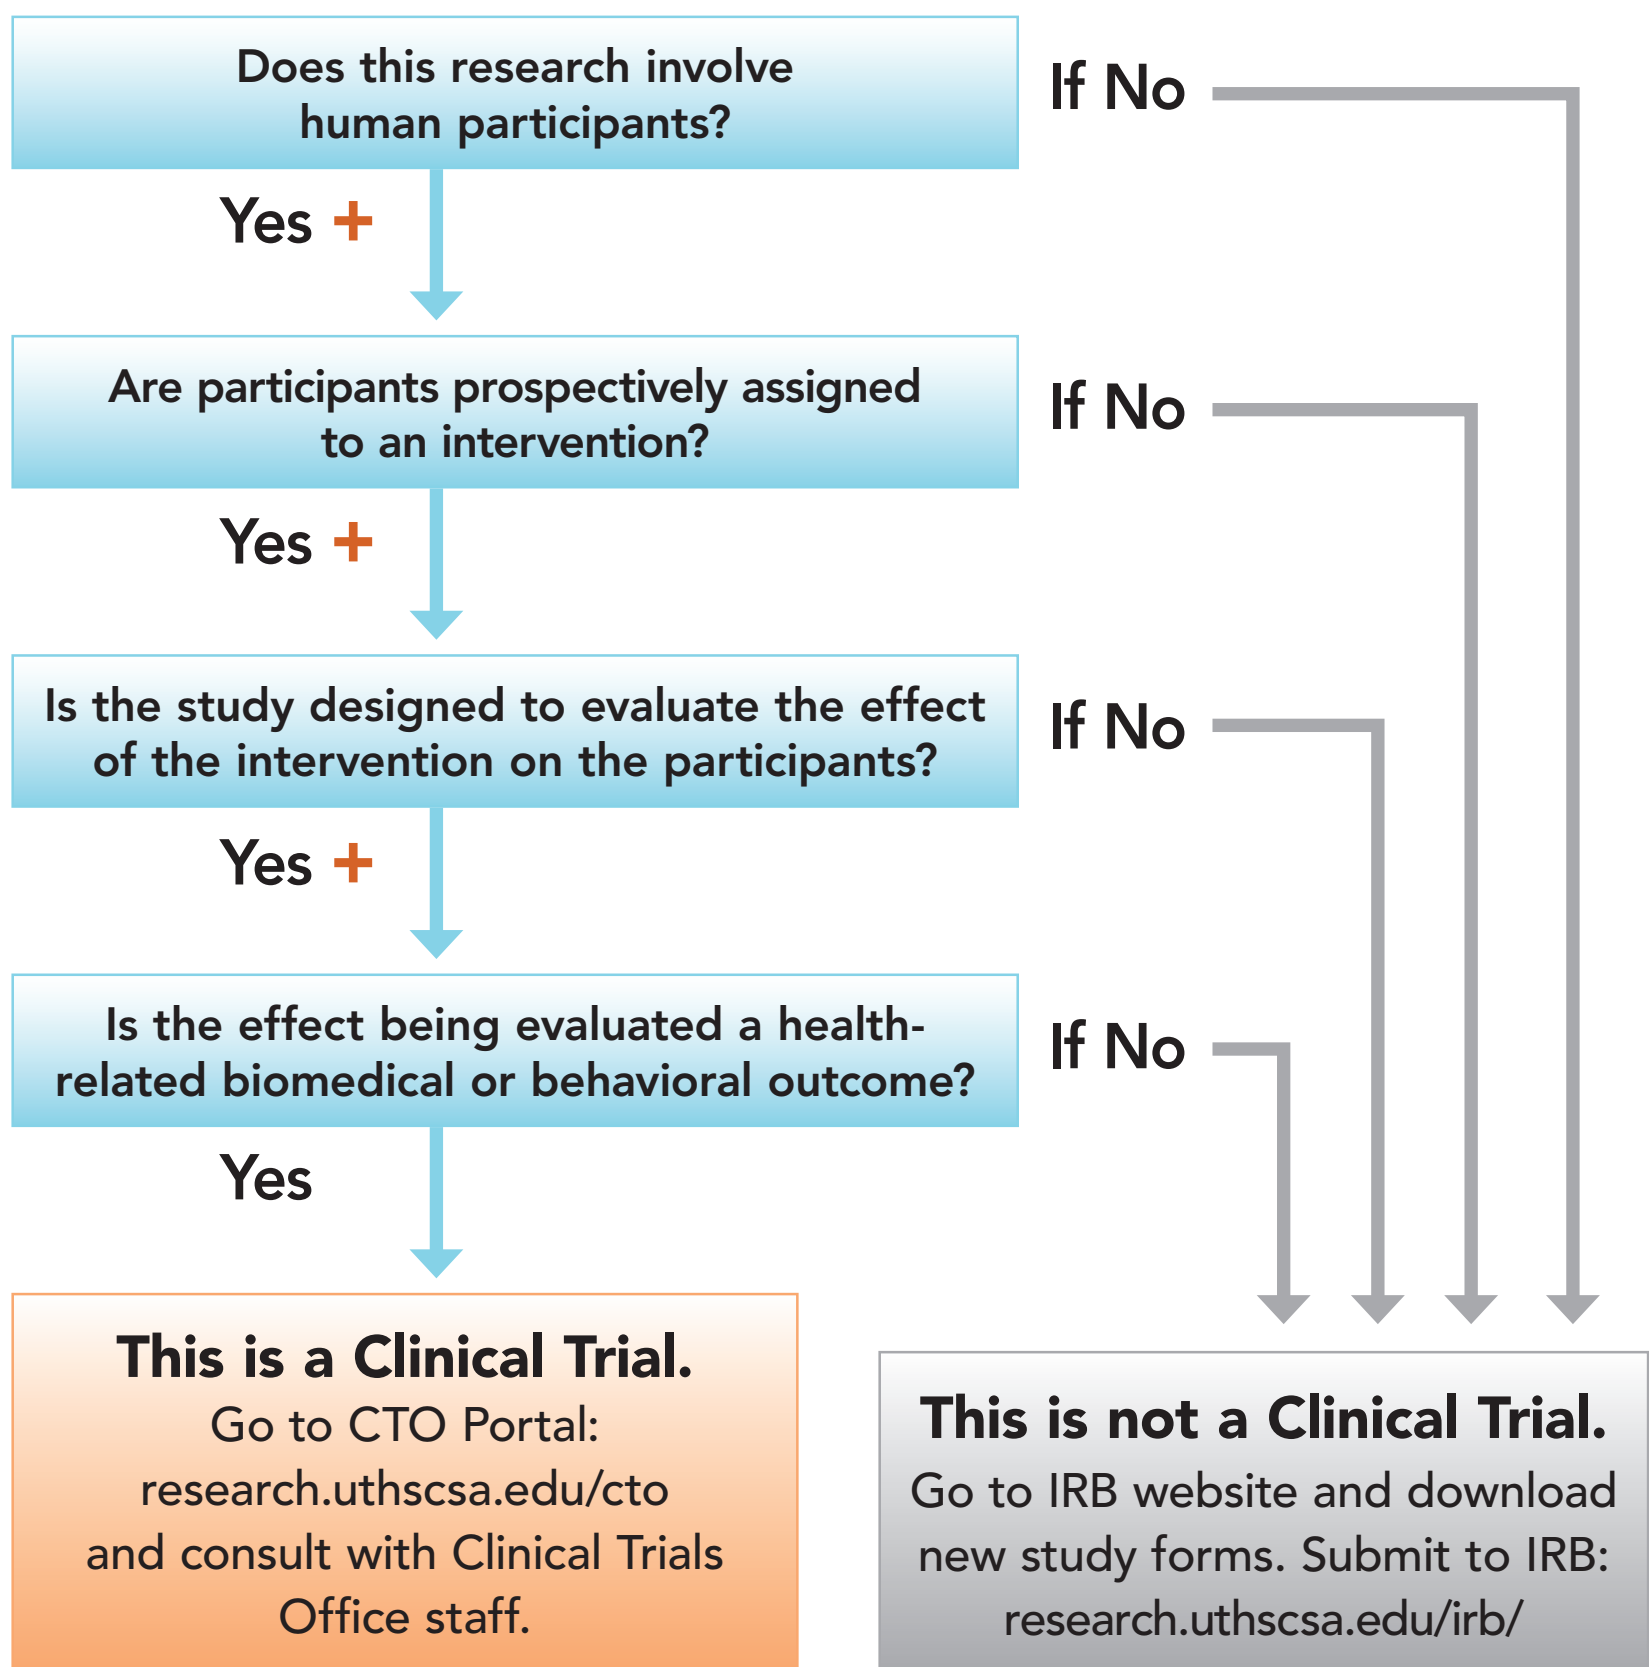 Does this research involve
human participants?
If No
Yes +
Are participants prospectively assigned
to an intervention?
If No
Yes +
Is the study designed to evaluate the effect
of the intervention on the participants?
If No
Yes +
Is the effect being evaluated a health-
related biomedical or behavioral outcome?
If No
Yes
This is a Clinical Trial.
Go to CTO Portal:
research.uthscsa.edu/cto
and consult with Clinical Trials
Office staff.
This is not a Clinical Trial.
Go to IRB website and download
new study forms. Submit to IRB:
research.uthscsa.edu/irb/